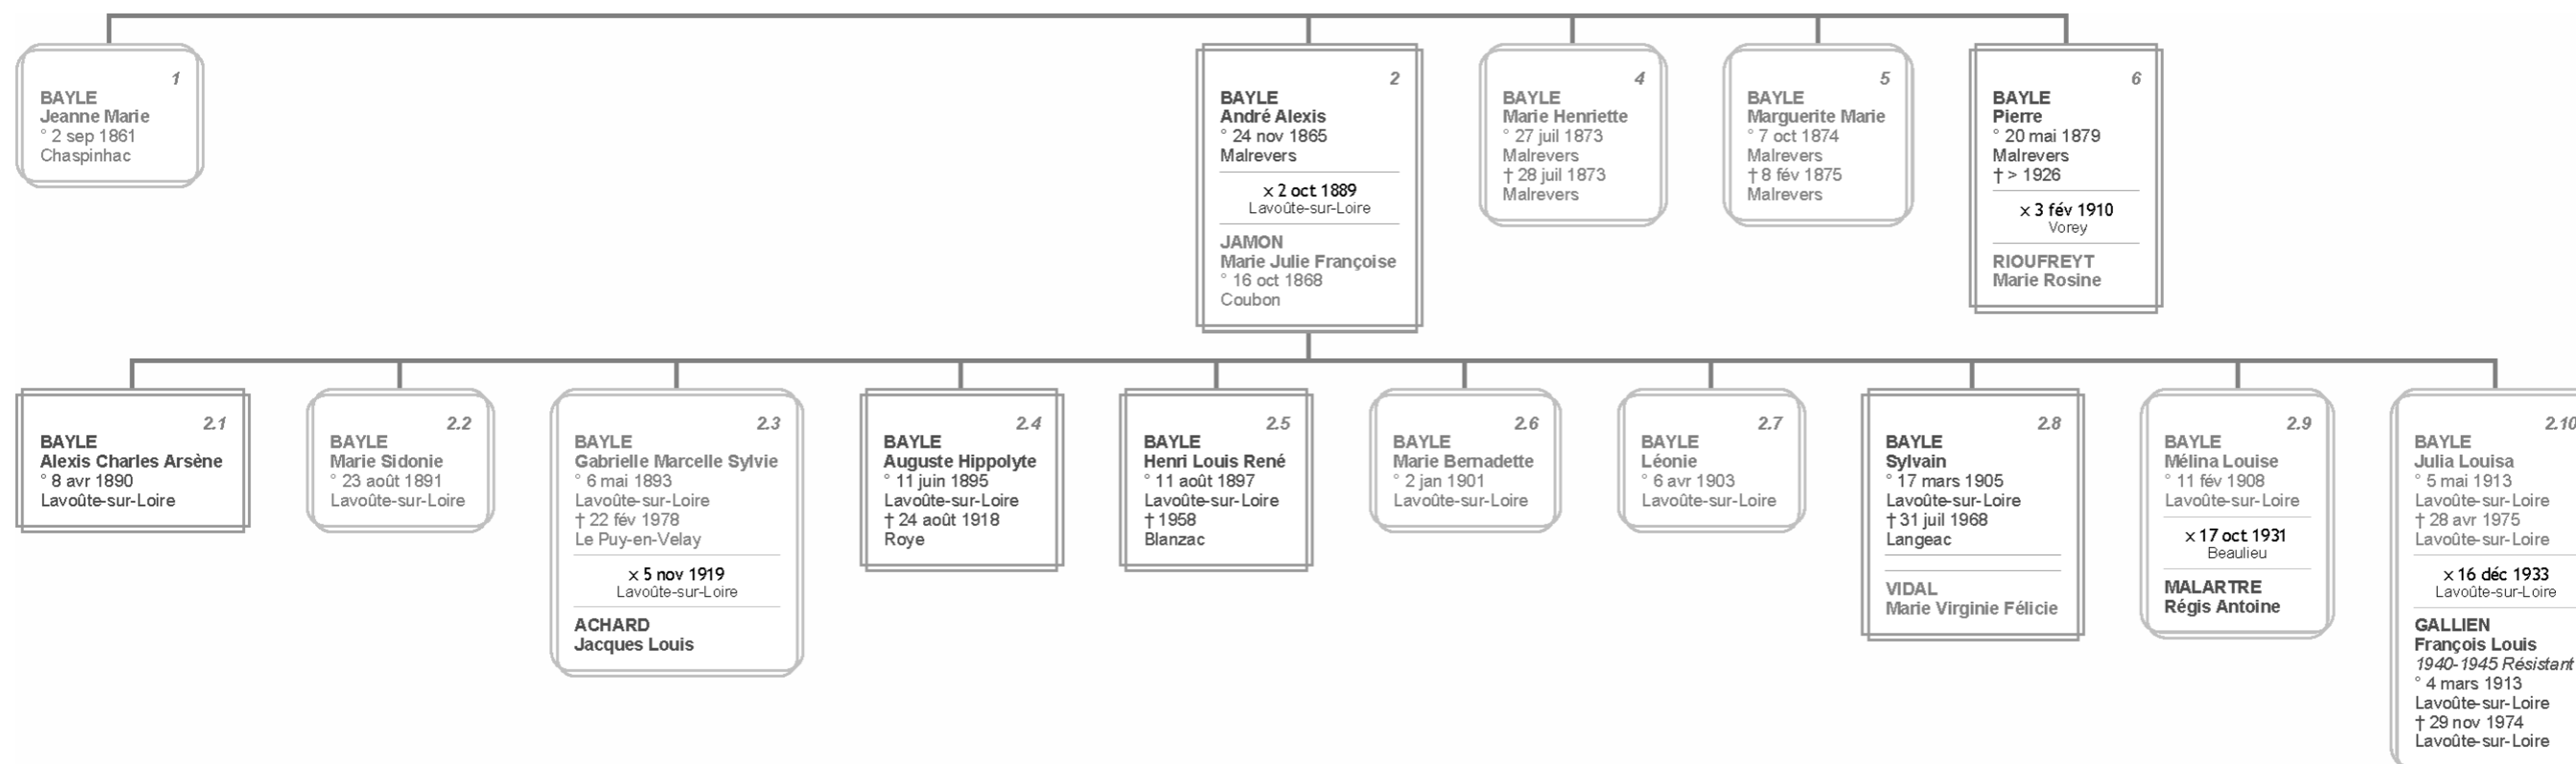 1
BAYLE
Jeanne Marie
° 2 sep 1861
Chaspinhac
2
BAYLE
André Alexis
° 24 nov 1865
Malrevers
x 2 oct 1889
Lavoûte-sur-Loire
JAMON
Marie Julie Françoise
° 16 oct 1868
Coubon
4
BAYLE
Marie Henriette
° 27 juil 1873
Malrevers
† 28 juil 1873
Malrevers
5
BAYLE
Marguerite Marie
° 7 oct 1874
Malrevers
† 8 fév 1875
Malrevers
6
BAYLE
Pierre
° 20 mai 1879
Malrevers
† > 1926
x 3 fév 1910
Vorey
RIOUFREYT
Marie Rosine
2.1
BAYLE
Alexis Charles Arsène
° 8 avr 1890
Lavoûte-sur-Loire
2.2
BAYLE
Marie Sidonie
° 23 août 1891
Lavoûte-sur-Loire
2.3
BAYLE
Gabrielle Marcelle Sylvie
° 6 mai 1893
Lavoûte-sur-Loire
† 22 fév 1978
Le Puy-en-Velay
x 5 nov 1919
Lavoûte-sur-Loire
ACHARD
Jacques Louis
2.4
BAYLE
Auguste Hippolyte
° 11 juin 1895
Lavoûte-sur-Loire
† 24 août 1918
Roye
2.5
BAYLE
Henri Louis René
° 11 août 1897
Lavoûte-sur-Loire
† 1958
Blanzac
2.6
BAYLE
Marie Bernadette
° 2 jan 1901
Lavoûte-sur-Loire
2.7
BAYLE
Léonie
° 6 avr 1903
Lavoûte-sur-Loire
2.8
BAYLE
Sylvain
° 17 mars 1905
Lavoûte-sur-Loire
† 31 juil 1968
Langeac
VIDAL
Marie Virginie Félicie
2.9
BAYLE
Mélina Louise
° 11 fév 1908
Lavoûte-sur-Loire
x 17 oct 1931
Beaulieu
MALARTRE
Régis Antoine
2.10
BAYLE
Julia Louisa
° 5 mai 1913
Lavoûte-sur-Loire
† 28 avr 1975
Lavoûte-sur-Loire
x 16 déc 1933
Lavoûte-sur-Loire
GALLIEN
François Louis
1940-1945 Résistant
° 4 mars 1913
Lavoûte-sur-Loire
† 29 nov 1974
Lavoûte-sur-Loire